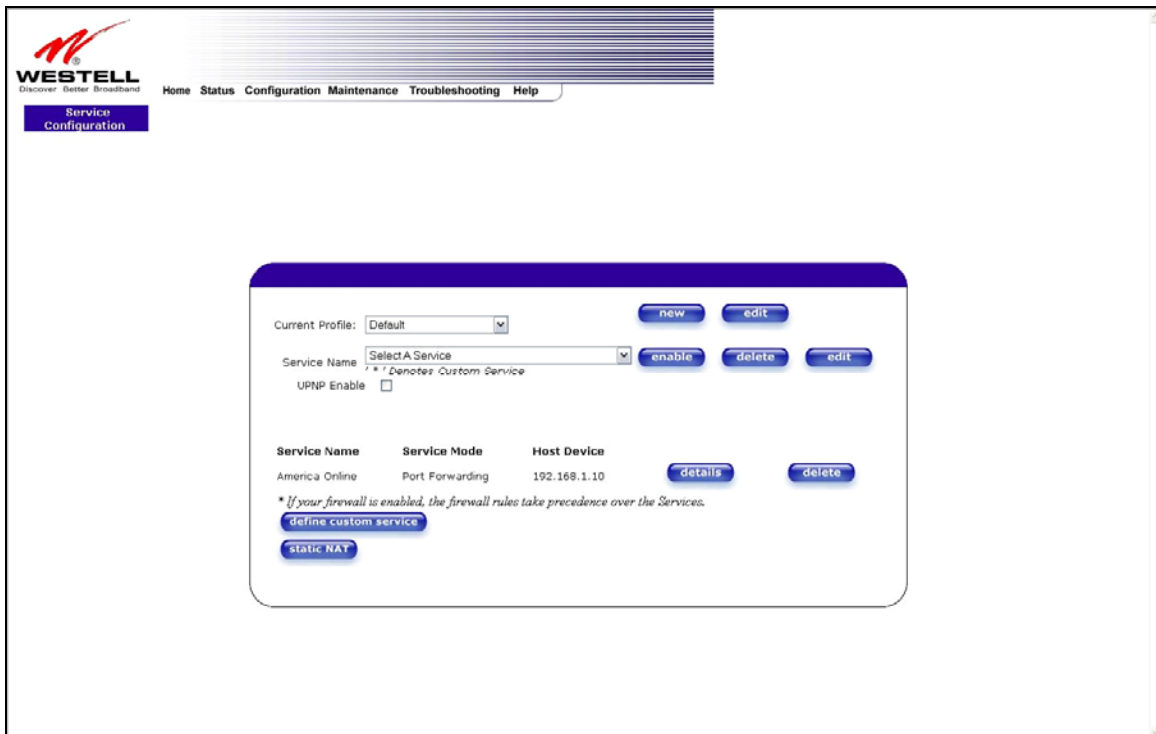 WESTELL
Discover Better Broadband
Home Status Configuration Maintenance Troubleshooting Help
Service
Configuration
new edit
Current Profile: Default
Service Name Select A Service enable delete edit
' * ' Denotes Custom Service
UPNP Enable
Service Name Service Mode Host Device
America Online Port Forwarding 192.168.1.10 details delete
* If your firewall is enabled, the firewall rules take precedence over the Services.
define custom service
static NAT